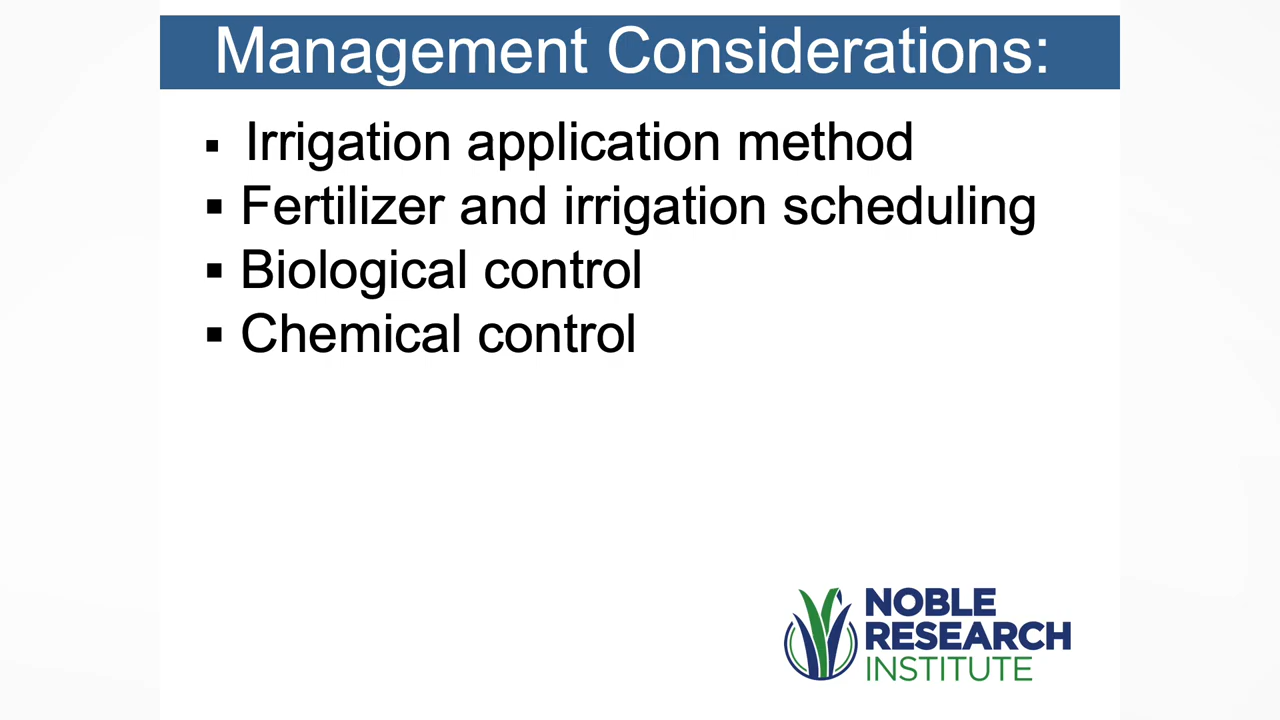 Management Considerations:
▪ Irrigation application method
▪ Fertilizer and irrigation scheduling
▪ Biological control
▪ Chemical control
NOBLE
RESEARCH
INSTITUTE